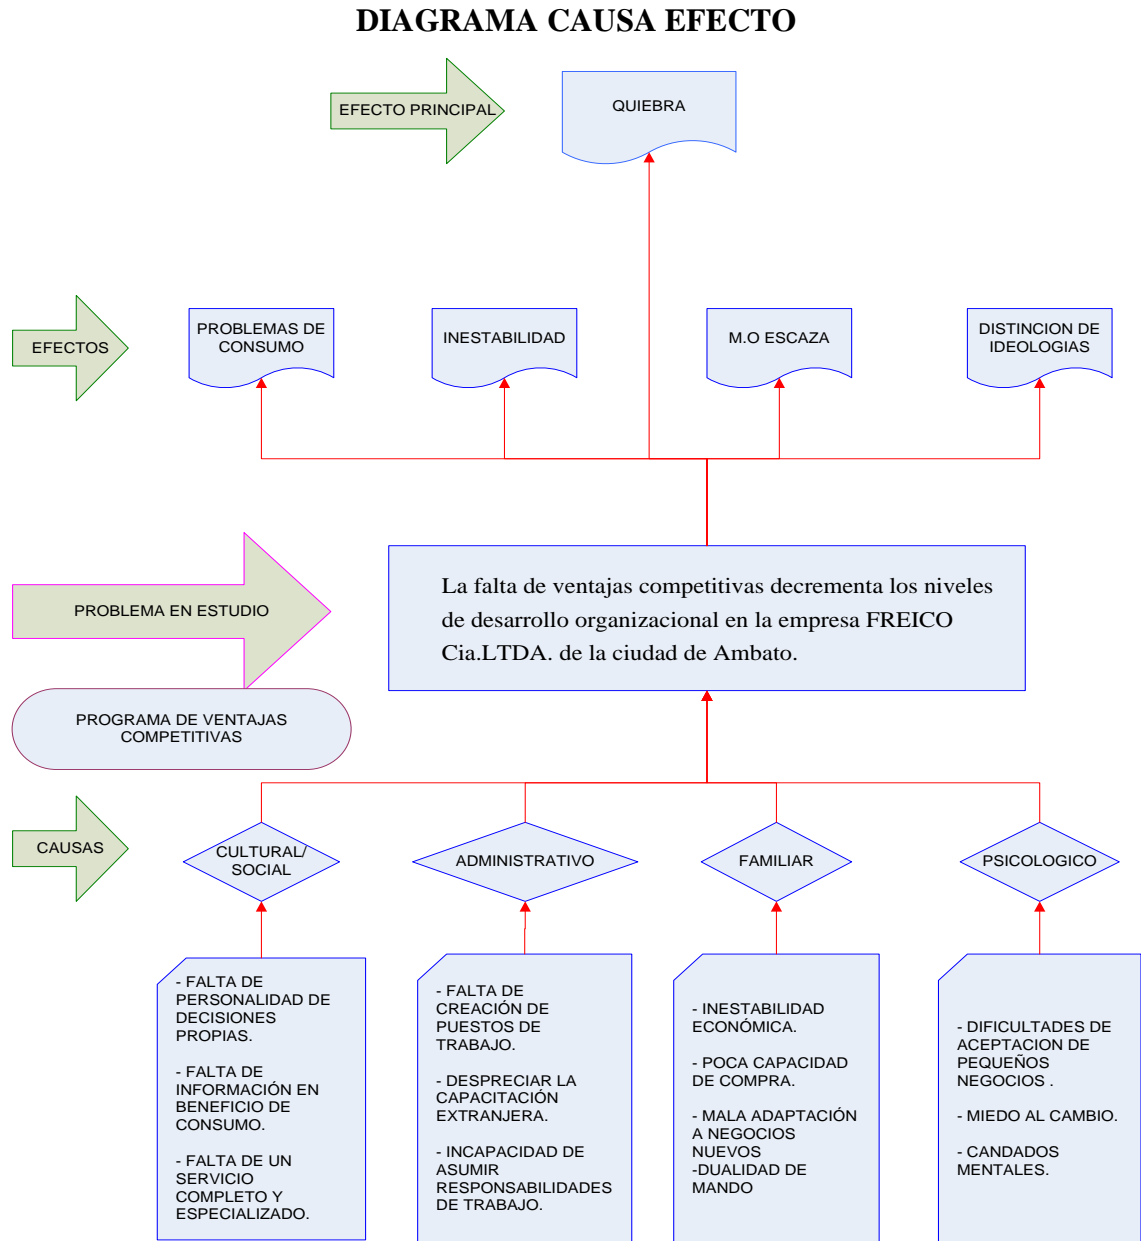 DIAGRAMA CAUSA EFECTO
EFECTO PRINCIPAL
QUIEBRA
EFECTOS
PROBLEMAS DE
CONSUMO
INESTABILIDAD
M.O ESCAZA
DISTINCION DE
IDEOLOGIAS
PROBLEMA EN ESTUDIO
La falta de ventajas competitivas decrementa los niveles
de desarrollo organizacional en la empresa FREICO
Cia.LTDA. de la ciudad de Ambato.
PROGRAMA DE VENTAJAS
COMPETITIVAS
CAUSAS
CULTURAL/
SOCIAL
ADMINISTRATIVO
FAMILIAR
PSICOLOGICO
- FALTA DE
PERSONALIDAD DE
DECISIONES
PROPIAS.
- FALTA DE
INFORMACIÓN EN
BENEFICIO DE
CONSUMO.
- FALTA DE UN
SERVICIO
COMPLETO Y
ESPECIALIZADO.
- FALTA DE
CREACIÓN DE
PUESTOS DE
TRABAJO.
- DESPRECIAR LA
CAPACITACIÓN
EXTRANJERA.
- INCAPACIDAD DE
ASUMIR
RESPONSABILIDADES
DE TRABAJO.
- INESTABILIDAD
ECONÓMICA.
- POCA CAPACIDAD
DE COMPRA.
- MALA ADAPTACIÓN
A NEGOCIOS
NUEVOS
-DUALIDAD DE
MANDO
- DIFICULTADES DE
ACEPTACION DE
PEQUEÑOS
NEGOCIOS .
- MIEDO AL CAMBIO.
- CANDADOS
MENTALES.